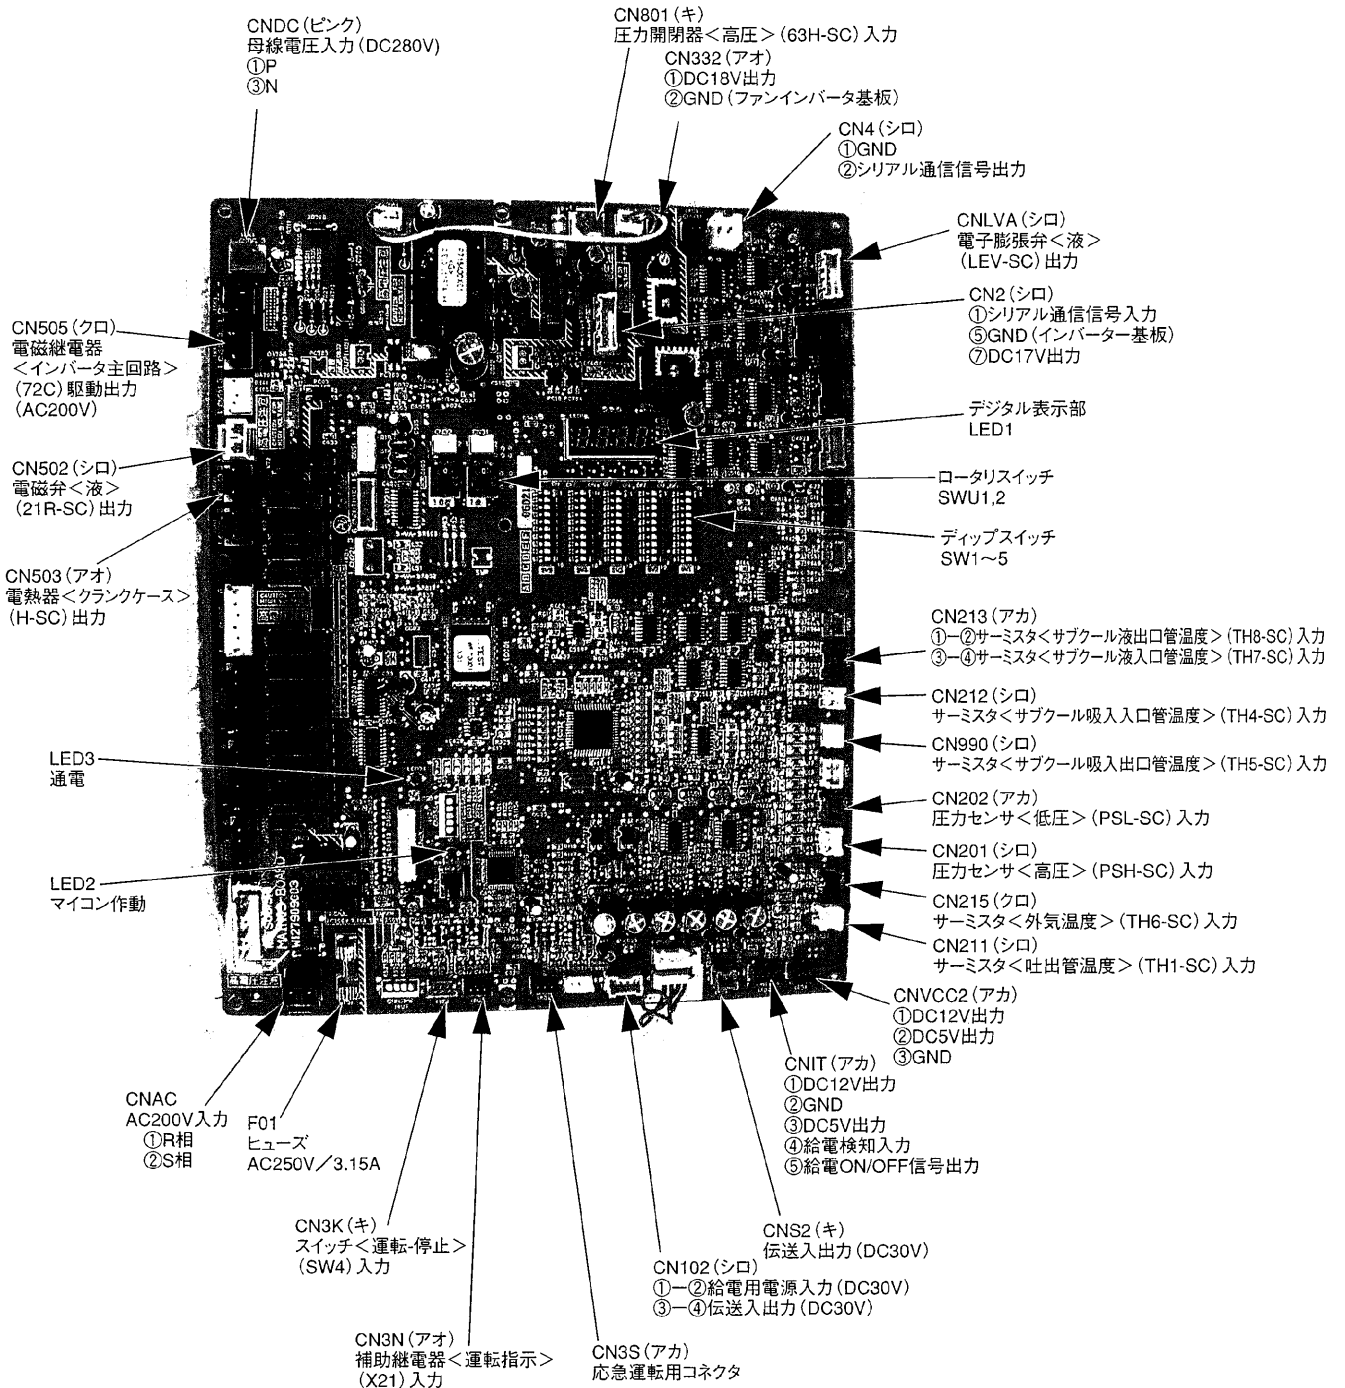 CNDC(ピンク)
母線電圧入力(DC280V)
①P
③N
CN801(キ)
圧力開閉器＜高圧＞(63H-SC)入力
CN332(アオ)
①DC18V出力
②GND(ファンインバータ基板)
CN4(シロ)
①GND
②シリアル通信信号出力
CNLVA(シロ)
電子膨張弁＜液＞
(LEV-SC)出力
CN2(シロ)
①シリアル通信信号入力
⑤GND(インバーター基板)
⑦DC17V出力
デジタル表示部
LED1
ロータリスイッチ
SWU1,2
ディップスイッチ
SW1～5
CN213(アカ)
①ー②サーミスタ＜サブクール液出口管温度＞(TH8-SC)入力
③ー④サーミスタ＜サブクール液入口管温度＞(TH7-SC)入力
CN212(シロ)
サーミスタ＜サブクール吸入入口管温度＞(TH4-SC)入力
CN990(シロ)
サーミスタ＜サブクール吸入出口管温度＞(TH5-SC)入力
CN202(アカ)
圧力センサ＜低圧＞(PSL-SC)入力
CN201(シロ)
圧力センサ＜高圧＞(PSH-SC)入力
CN215(クロ)
サーミスタ＜外気温度＞(TH6-SC)入力
CN211(シロ)
サーミスタ＜吐出管温度＞(TH1-SC)入力
CNVCC2(アカ)
①DC12V出力
②DC5V出力
③GND
CNIT(アカ)
①DC12V出力
②GND
③DC5V出力
④給電検知入力
⑤給電ON/OFF信号出力
CNS2(キ)
伝送入出力(DC30V)
CN102(シロ)
①ー②給電用電源入力(DC30V)
③ー④伝送入出力(DC30V)
CN3S(アカ)
応急運転用コネクタ
CN3N(アオ)
補助継電器＜運転指示＞
(X21)入力
CN3K(キ)
スイッチ＜運転-停止＞
(SW4)入力
F01
ヒューズ
AC250V／3.15A
CNAC
AC200V入力
①R相
②S相
LED2
マイコン作動
LED3
通電
CN503(アオ)
電熱器＜クランクケース＞
(H-SC)出力
CN502(シロ)
電磁弁＜液＞
(21R-SC)出力
CN505(クロ)
電磁継電器
＜インバータ主回路＞
(72C)駆動出力
(AC200V)
TEST